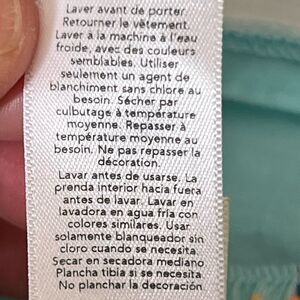 Laver avant de porter.
Retourner le vêtement.
Laver à la machine à l'eau
froide, avec des couleurs
semblables. Utiliser
seulement un agent de
blanchiment sans chlore au
besoin. Sécher par
culbutage à température
moyenne. Repasser à
température moyenne au
besoin. Ne pas repasser la
décoration.
Lavar antes de usarse. La
prenda interior hacia fuera
antes de lavar. Lavar en
lavadora en agua fria con
colores similares. Usar
solamente blanqueador sin
cloro cuando se necesita.
Secar en secadora mediano
Plancha tibia si se necesita.
No planchar la decoración